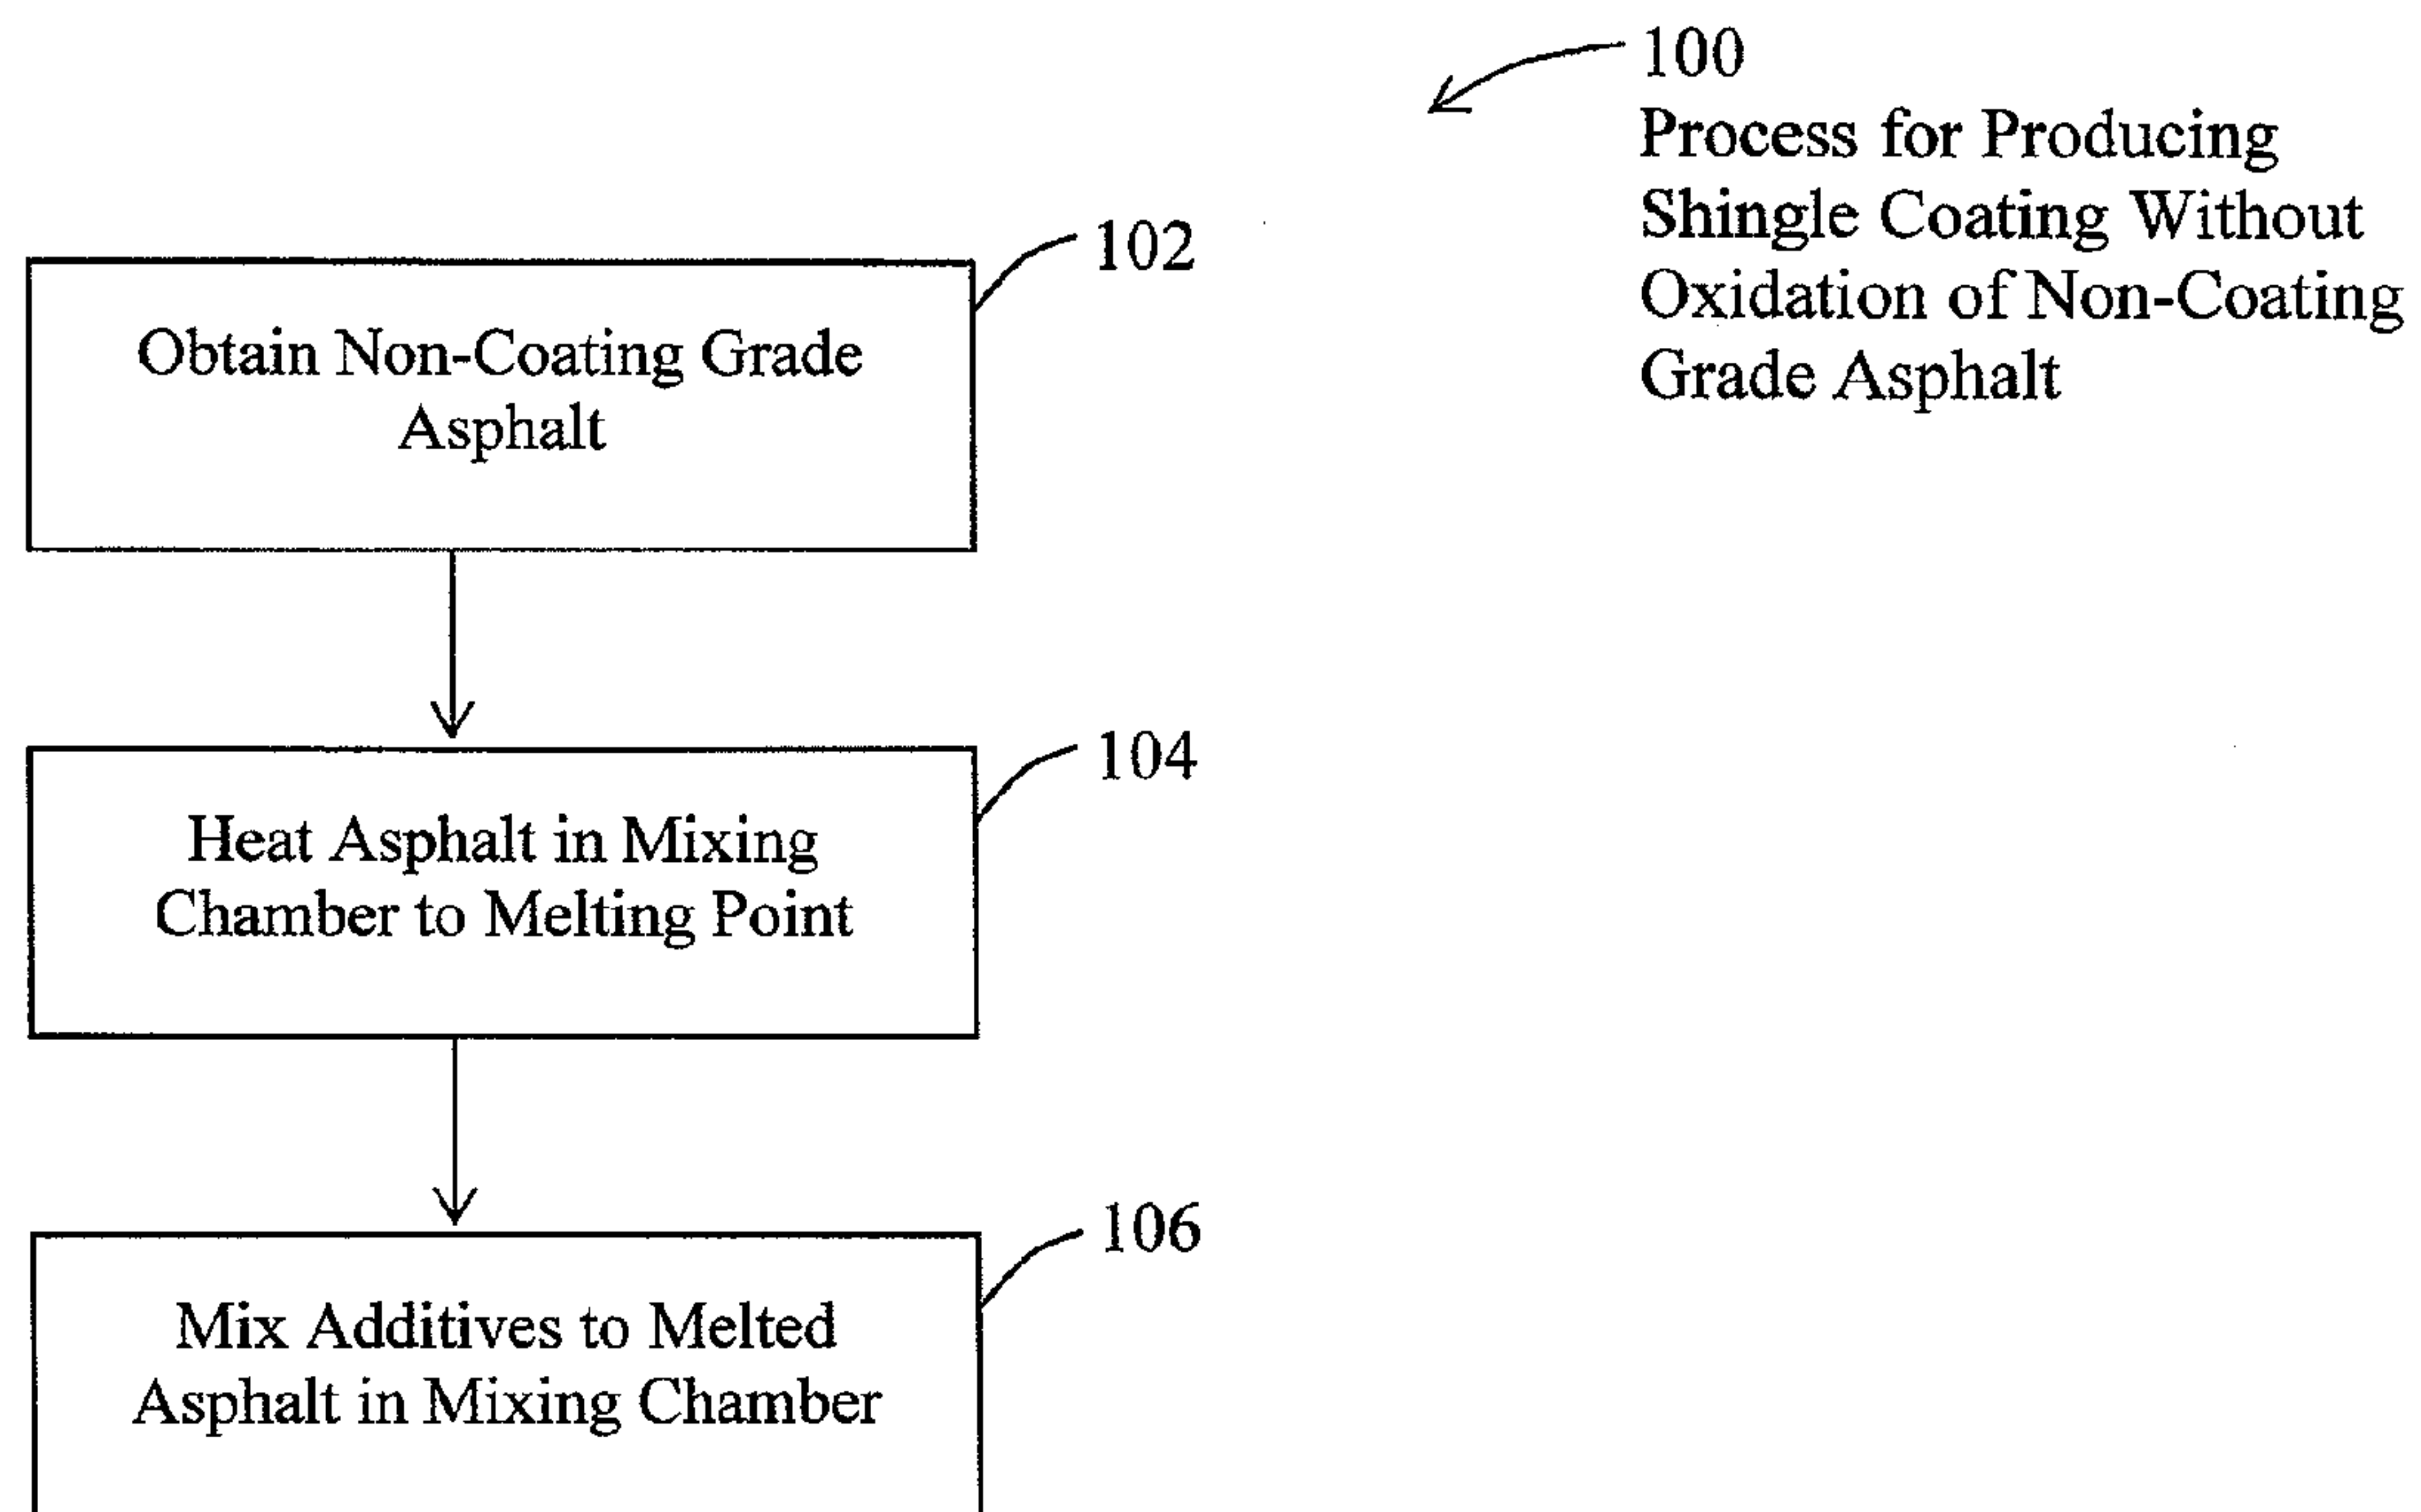 100
Process for Producing
Shingle Coating Without
Oxidation of Non-Coating
Grade Asphalt
102
Obtain Non-Coating Grade
Asphalt
104
Heat Asphalt in Mixing
Chamber to Melting Point
106
Mix Additives to Melted
Asphalt in Mixing Chamber